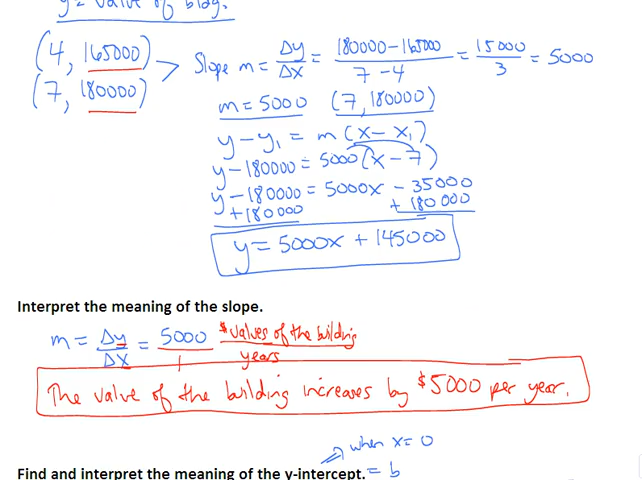 y = value of bldg.
(4, 165000)
(7, 180000)
> Slope m = Δy/Δx = 180000-165000/7-4 = 15000/3 = 5000
m = 5000 (7, 180000)
y - y₁ = m(x - x₁)
y - 180000 = 5000(x - 7)
y - 180000 = 5000x - 35000
+180000 + 180000
y = 5000x + 145000
Interpret the meaning of the slope.
m = Δy/Δx = 5000/1 $values of the building/years
The value of the building increases by $5000 per year.
when x = 0
Find and interpret the meaning of the y-intercept. = b